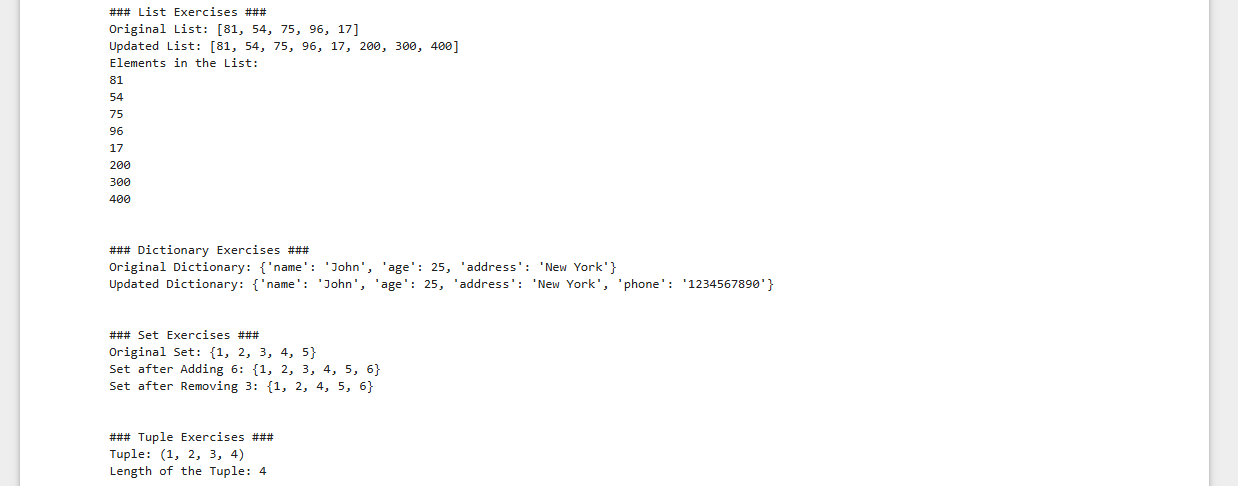 ### List Exercises ###
Original List: [81, 54, 75, 96, 17]
Updated List: [81, 54, 75, 96, 17, 200, 300, 400]
Elements in the List:
81
54
75
96
17
200
300
400
### Dictionary Exercises ###
Original Dictionary: {'name': 'John', 'age': 25, 'address': 'New York'}
Updated Dictionary: {'name': 'John', 'age': 25, 'address': 'New York', 'phone': '1234567890'}
### Set Exercises ###
Original Set: {1, 2, 3, 4, 5}
Set after Adding 6: {1, 2, 3, 4, 5, 6}
Set after Removing 3: {1, 2, 4, 5, 6}
### Tuple Exercises ###
Tuple: (1, 2, 3, 4)
Length of the Tuple: 4